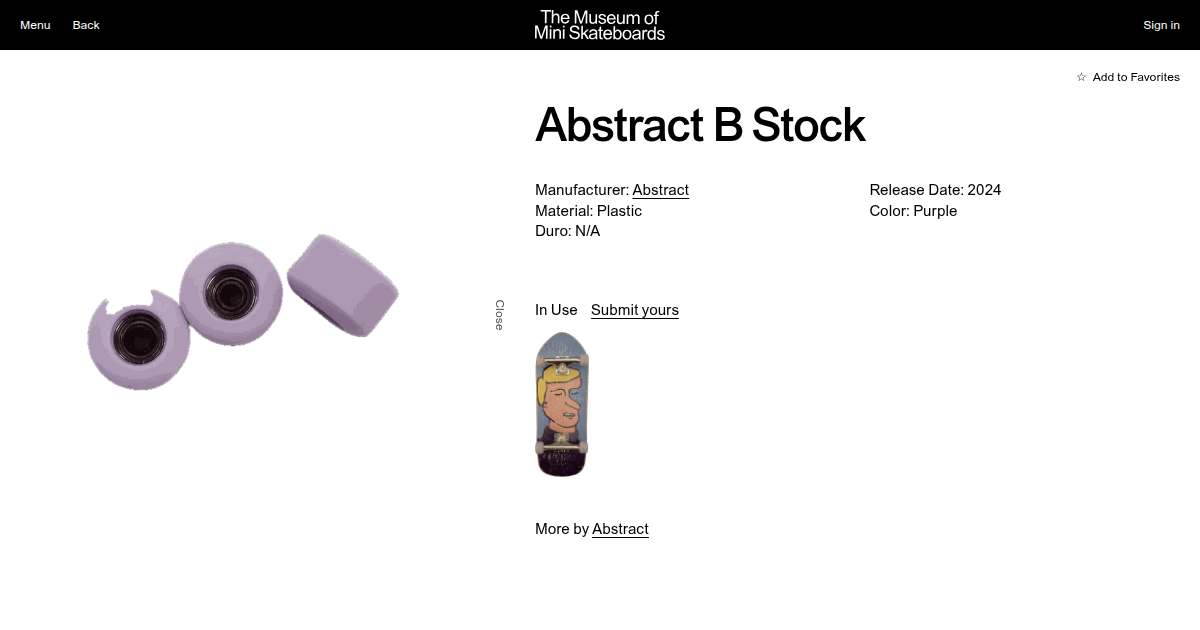 Menu
Back
The Museum of
Mini Skateboards
Sign in
☆ Add to Favorites
Abstract B Stock
Manufacturer: Abstract
Material: Plastic
Duro: N/A
Release Date: 2024
Color: Purple
Close
In Use
Submit yours
More by Abstract